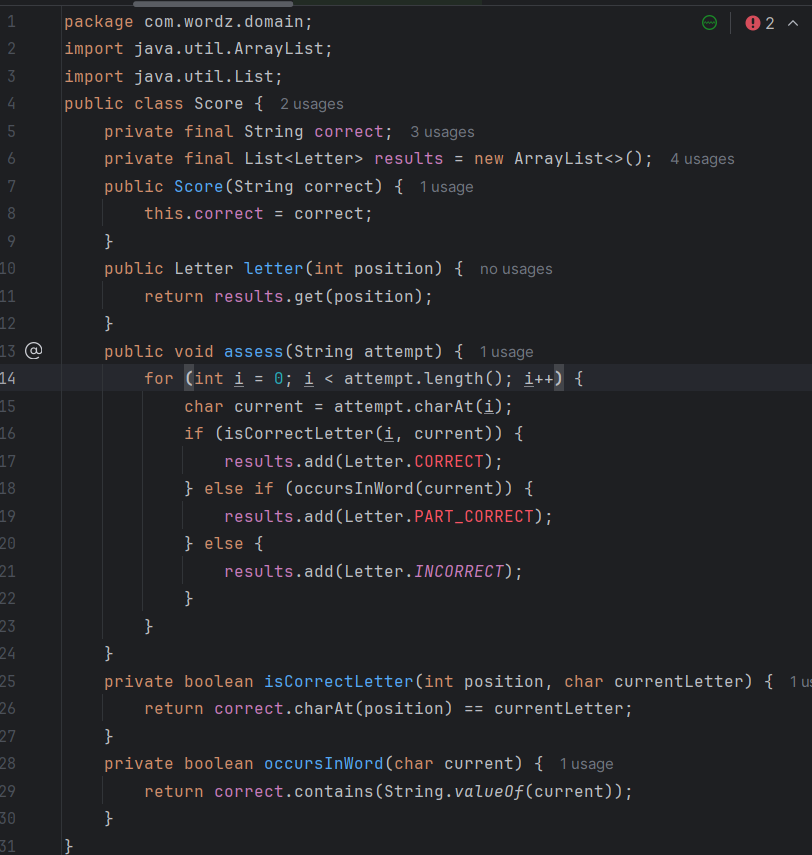 2
1 package com.wordz.domain;
2 import java.util.ArrayList;
3 import java.util.List;
4 public class Score { 2 usages
5     private final String correct; 3 usages
6     private final List<Letter> results = new ArrayList<>(); 4 usages
7     public Score(String correct) { 1 usage
8         this.correct = correct;
9     }
10     public Letter letter(int position) { no usages
11         return results.get(position);
12     }
13 @     public void assess(String attempt) { 1 usage
14         for (int i = 0; i < attempt.length(); i++) {
15             char current = attempt.charAt(i);
16             if (isCorrectLetter(i, current)) {
17                 results.add(Letter.CORRECT);
18             } else if (occursInWord(current)) {
19                 results.add(Letter.PART_CORRECT);
20             } else {
21                 results.add(Letter.INCORRECT);
22             }
23         }
24     }
25     private boolean isCorrectLetter(int position, char currentLetter) { 1 us
26         return correct.charAt(position) == currentLetter;
27     }
28     private boolean occursInWord(char current) { 1 usage
29         return correct.contains(String.valueOf(current));
30     }
31 }